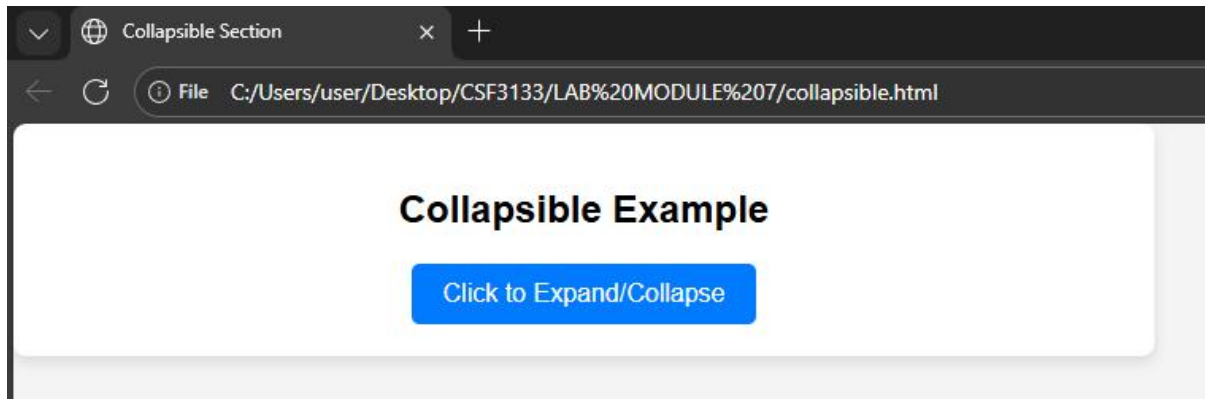 Collapsible Section
File C:/Users/user/Desktop/CSF3133/LAB%20MODULE%207/collapsible.html
Collapsible Example
Click to Expand/Collapse